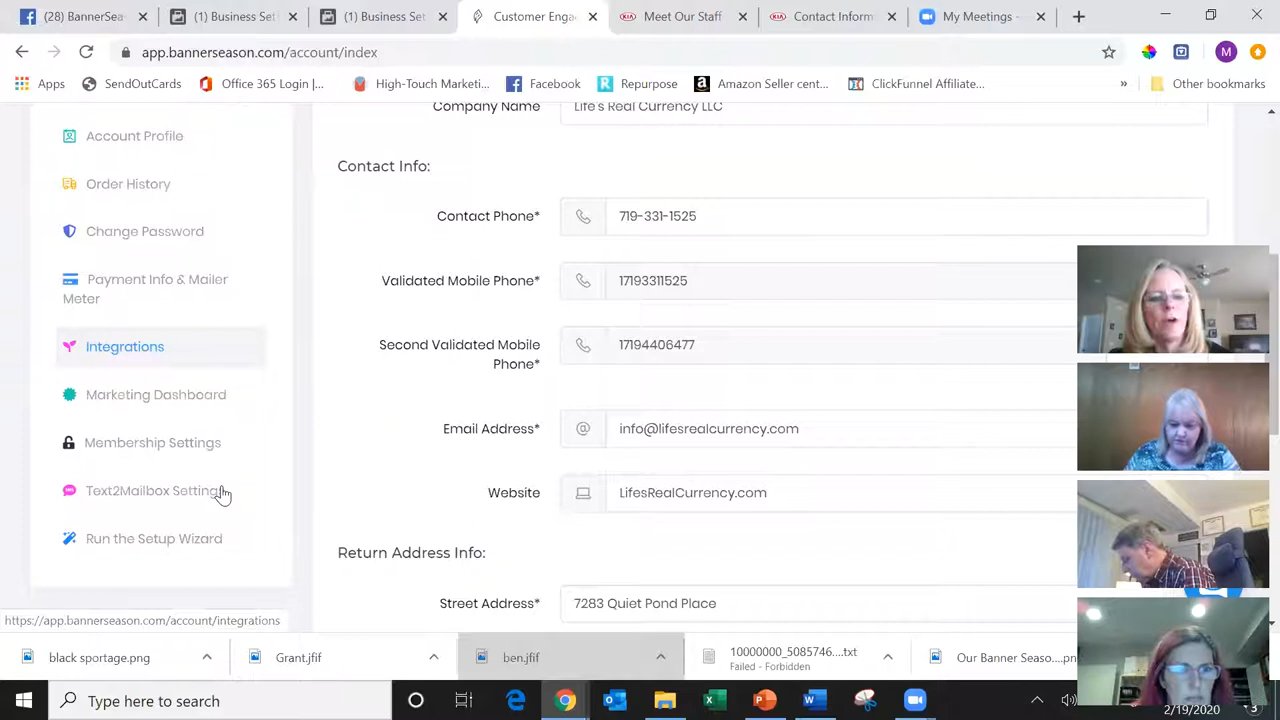 BannerSea
(1) Business Set
(1) Business Set
Customer Enga
Meet Our Staff
Contact Inform
My Meetings -
app.bannerseason.com/account/index
M
Apps
SendOutCards
Office 365 Login |...
High-Touch Marketi...
Facebook
Repurpose
Amazon Seller cent...
ClickFunnel Affiliate...
»
Other bookmarks
Company Name
Life's Real Currency LLC
Account Profile
Contact Info:
Order History
Contact Phone*
719-331-1525
Change Password
Payment Info & Mailer
Meter
Validated Mobile Phone*
17193311525
Integrations
Second Validated Mobile
Phone*
17194406477
Marketing Dashboard
Email Address*
info@lifesrealcurrency.com
Membership Settings
Text2Mailbox Setting
Website
LifesRealCurrency.com
Run the Setup Wizard
Return Address Info:
Street Address*
7283 Quiet Pond Place
https://app.bannerseason.com/account/integrations
black sportage.png
Grant.jfif
ben.jfif
10000000_5085746....txt
Failed - Forbidden
Our Banner Seaso....pn
Type here to search
2/19/2020
3